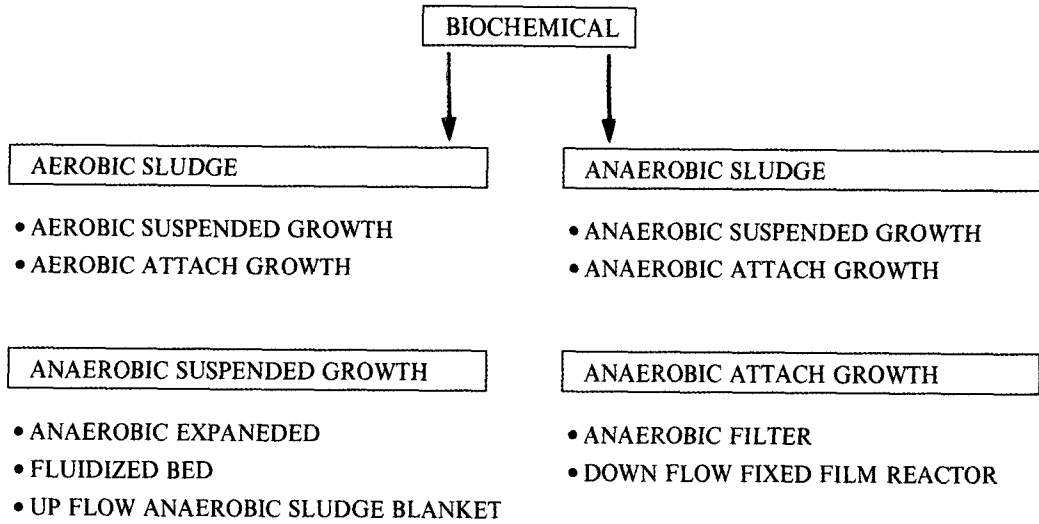 BIOCHEMICAL
AEROBIC SLUDGE
• AEROBIC SUSPENDED GROWTH
• AEROBIC ATTACH GROWTH
ANAEROBIC SLUDGE
• ANAEROBIC SUSPENDED GROWTH
• ANAEROBIC ATTACH GROWTH
ANAEROBIC SUSPENDED GROWTH
• ANAEROBIC EXPANEDED
• FLUIDIZED BED
• UP FLOW ANAEROBIC SLUDGE BLANKET
ANAEROBIC ATTACH GROWTH
• ANAEROBIC FILTER
• DOWN FLOW FIXED FILM REACTOR